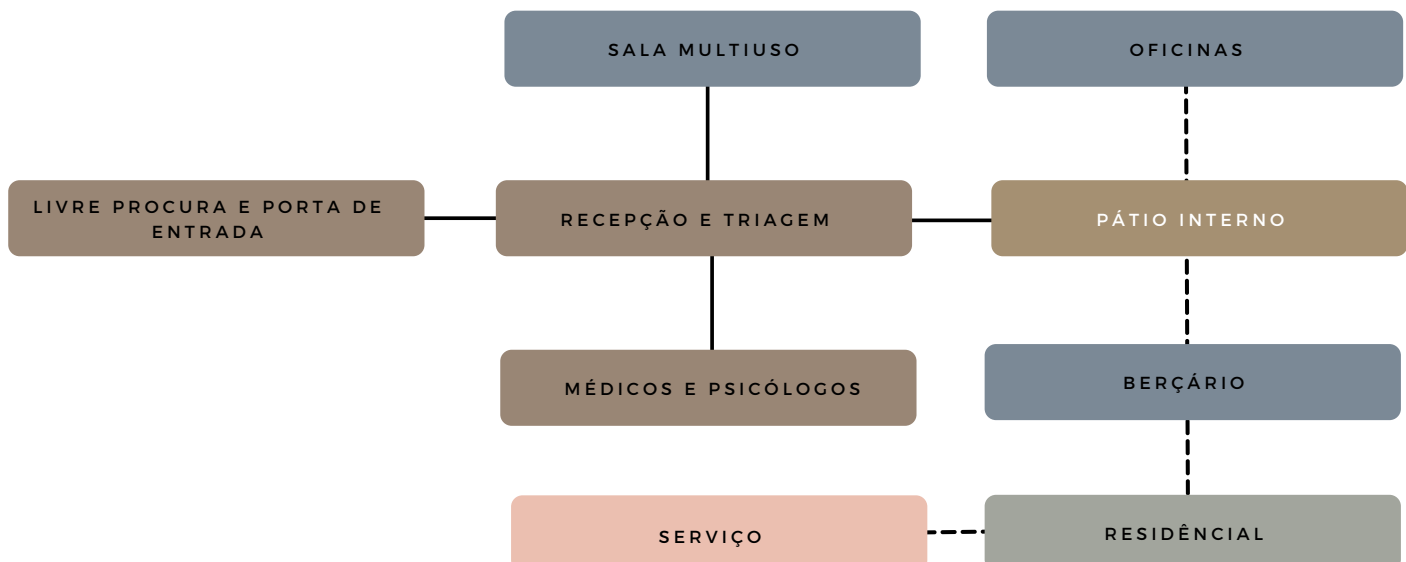 SALA MULTIUSO
OFICINAS
LIVRE PROCURA E PORTA DE
ENTRADA
RECEPÇÃO E TRIAGEM
PÁTIO INTERNO
MÉDICOS E PSICÓLOGOS
BERÇÁRIO
SERVIÇO
RESIDÊNCIAL